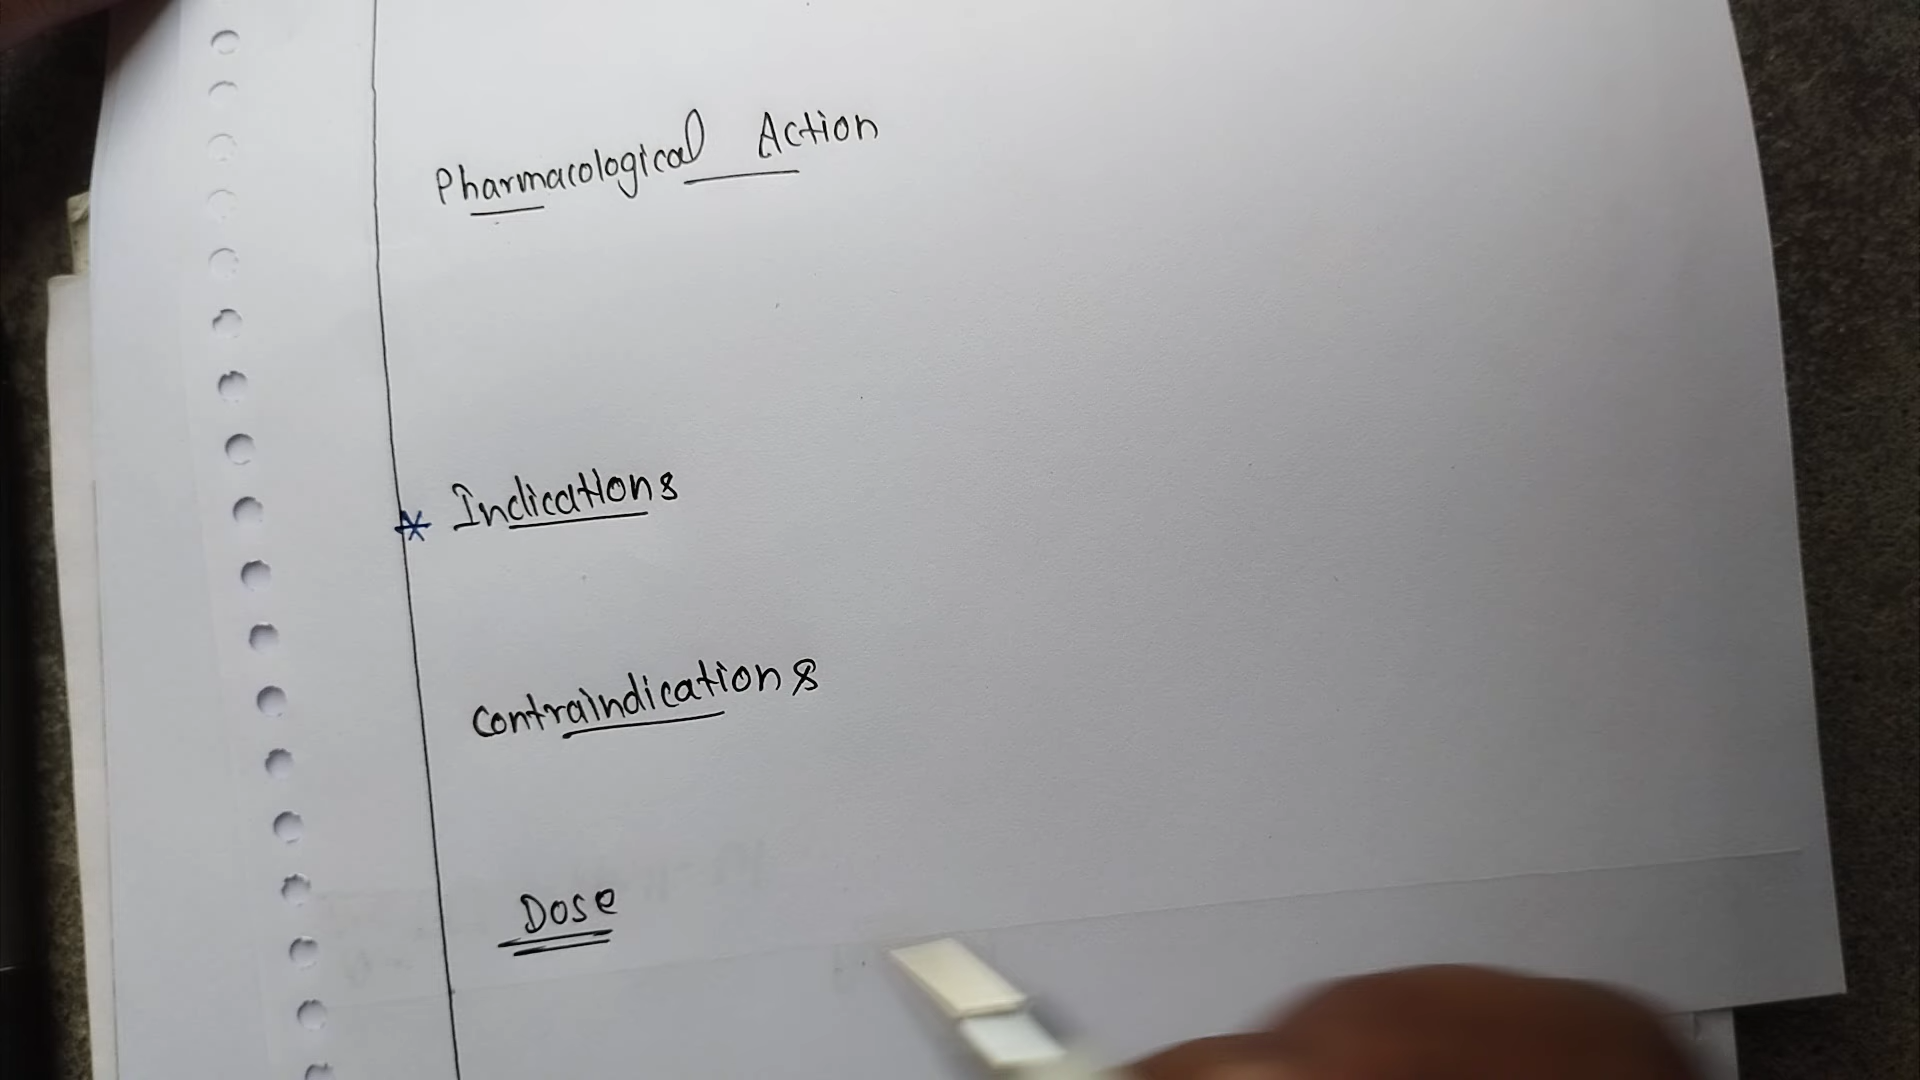 Pharmacological Action
* Indications
Contraindications
Dose